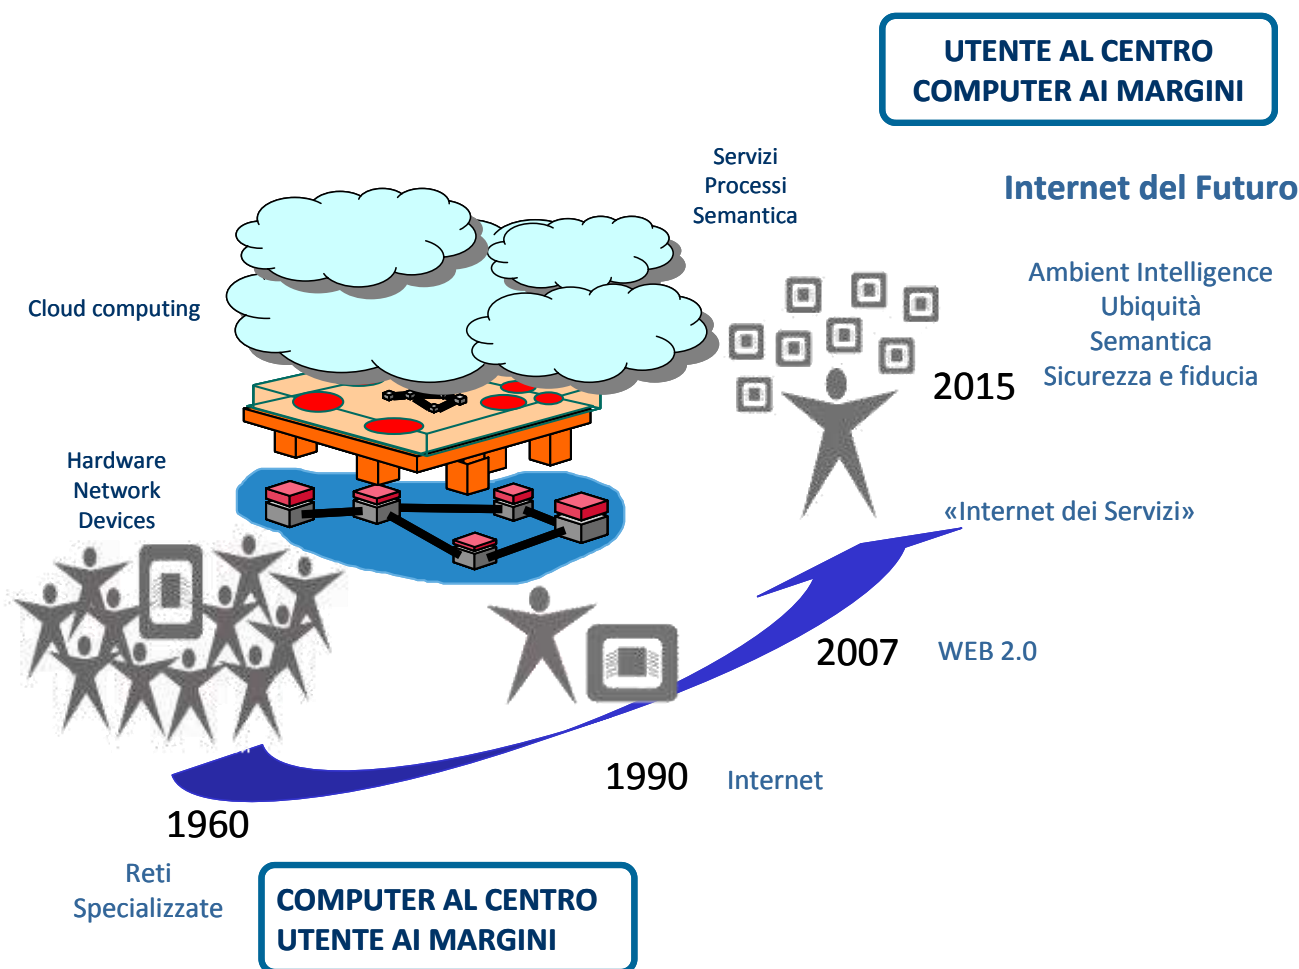 UTENTE AL CENTRO
COMPUTER AI MARGINI
Servizi
Processi
Semantica
Internet del Futuro
Cloud computing
Ambient Intelligence
Ubiquità
Semantica
Sicurezza e fiducia
2015
Hardware
Network
Devices
«Internet dei Servizi»
2007
WEB 2.0
1990
Internet
1960
Reti
Specializzate
COMPUTER AL CENTRO
UTENTE AI MARGINI